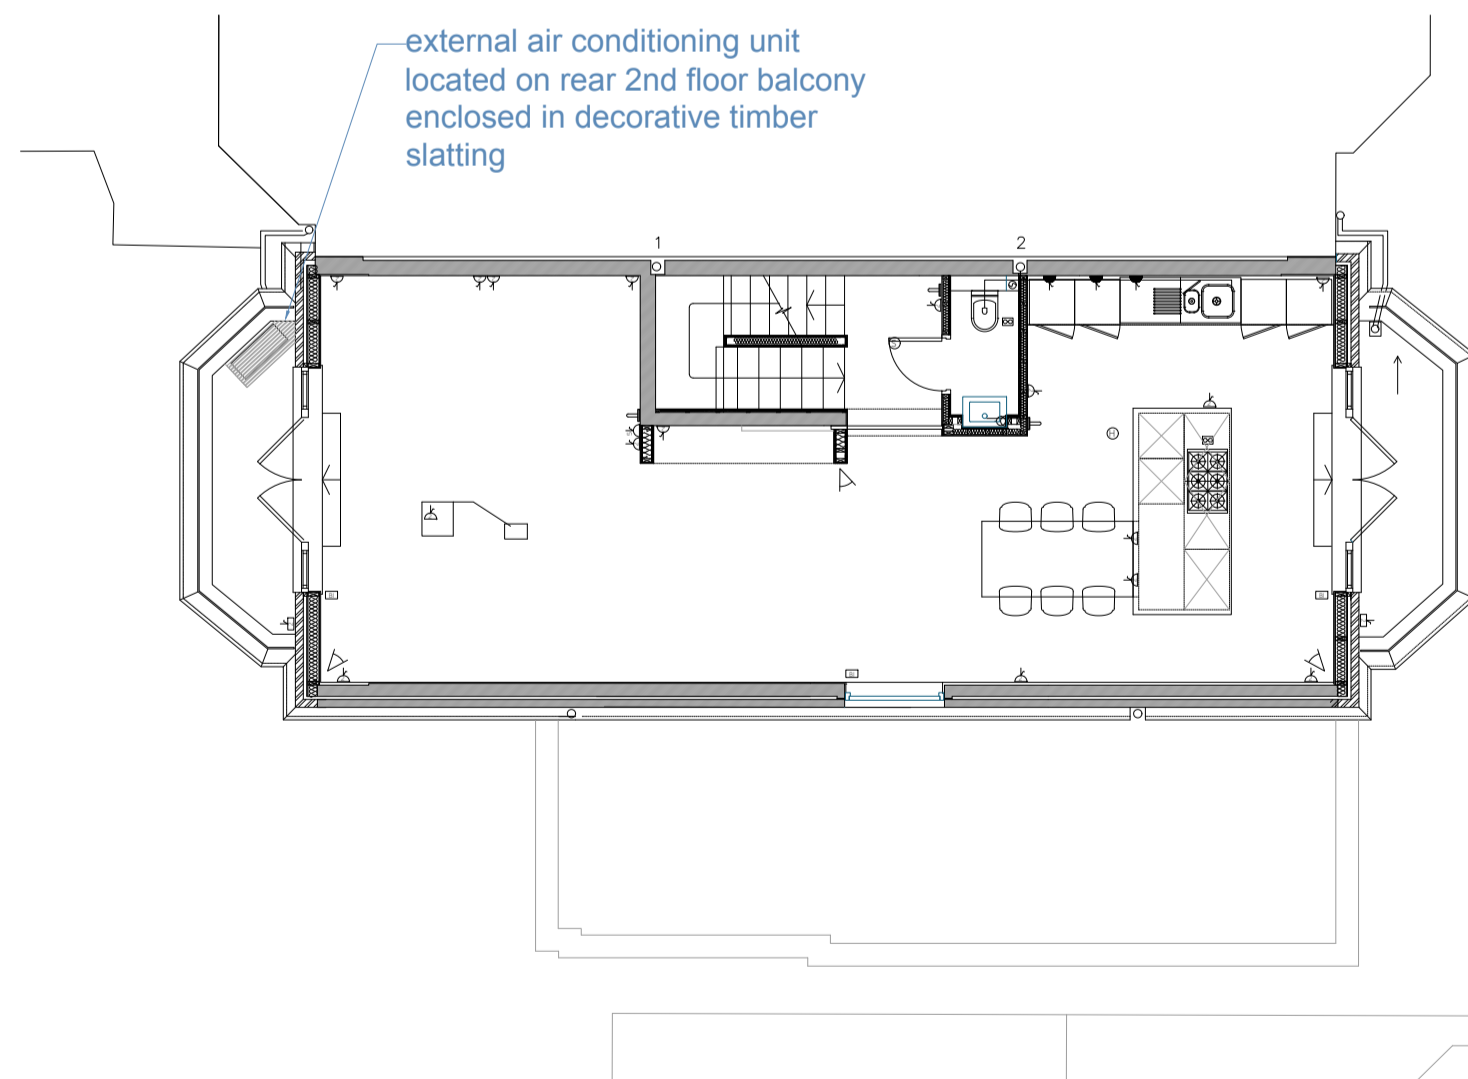 external air conditioning unit
located on rear 2nd floor balcony
enclosed in decorative timber
slatting
1
2
H